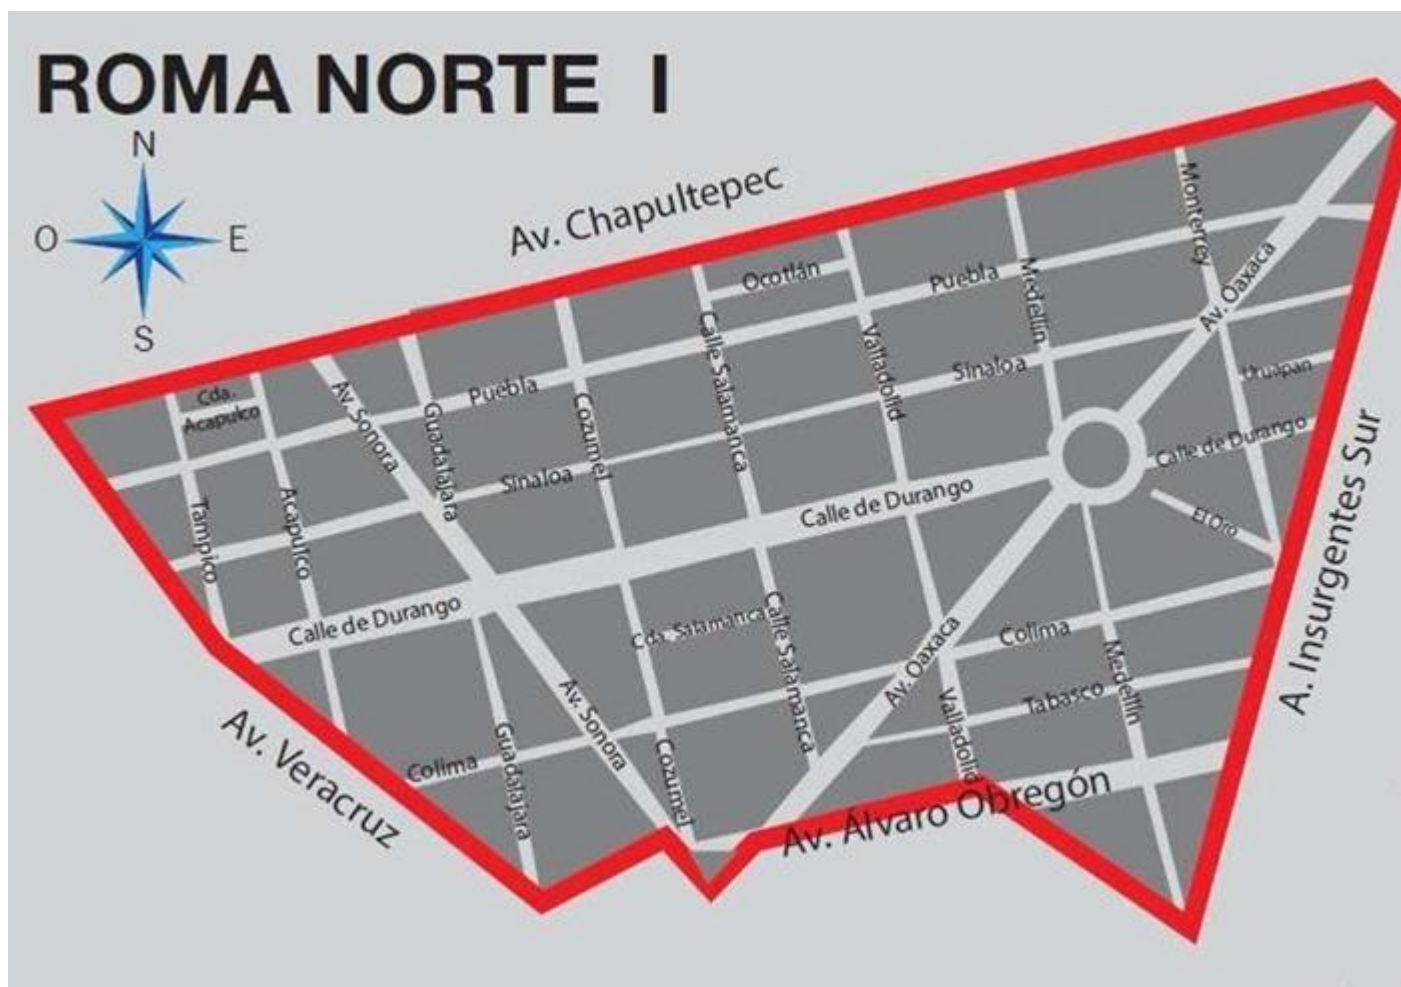 ROMA NORTE I
N
O
E
S
Av. Chapultepec
Monterrey
Ocotlán
Puebla
Medellín
Av. Oaxaca
Calle Salamanca
Valladolid
Sinaloa
Uruapan
Cda.
Acapulco
Av. Sonora
Puebla
Guadalajara
Cozumel
Calle de Durango
A. Insurgentes Sur
Sinaloa
Calle de Durango
El Oro
Tampico
Acapulco
Calle de Durango
Cda. Salamanca
Calle Salamanca
Colima
Av. Oaxaca
Medellín
Tabasco
Valladolid
Av. Sonora
Av. Veracruz
Guadalajara
Colima
Cozumel
Av. Álvaro Obregón